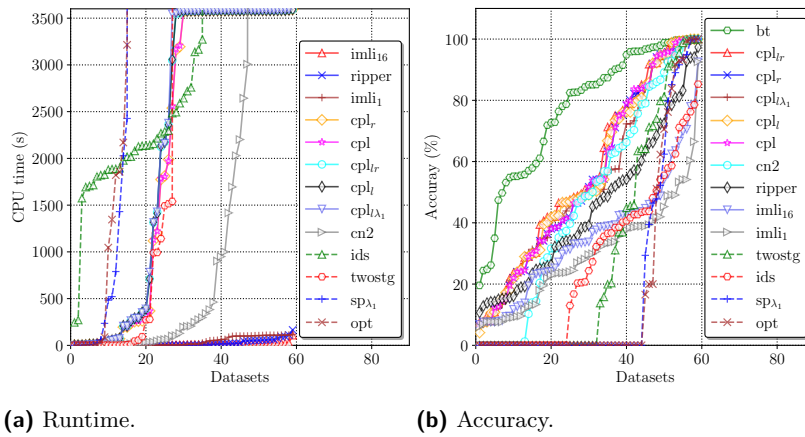 3500
3000
2500
2000
1500
1000
500
0
CPU time (s)
0 20 40 60 80
Datasets
imli16
ripper
imli1
cplr
cpl
cpllr
cpll
cpllλ1
cn2
ids
twostg
spλ1
opt
(a) Runtime.
100
80
60
40
20
0
Accuray (%)
0 20 40 60 80
Datasets
bt
cpllr
cplr
cpllλ1
cpll
cpl
cn2
ripper
imli16
imli1
twostg
ids
spλ1
opt
(b) Accuracy.